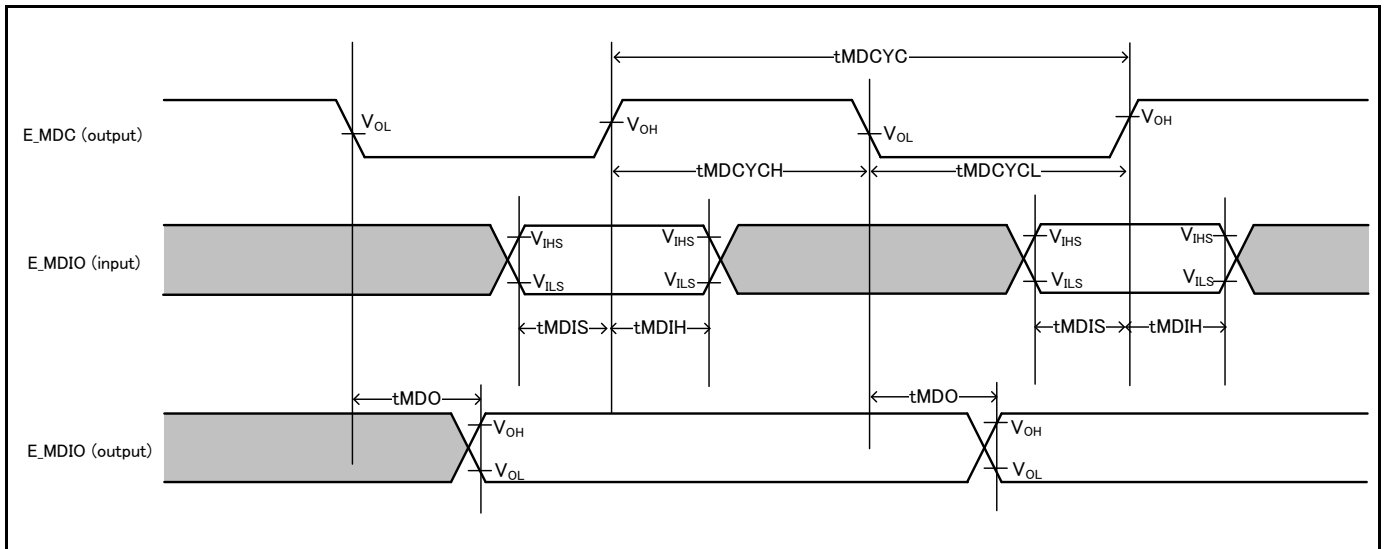 tMDCYC
E_MDC (output)
VOL
VOH
VOL
VOH
tMDCYCH
tMDCYCL
E_MDIO (input)
VIHS
VIHS
VIHS
VIHS
VILS
VILS
VILS
VILS
tMDIS
tMDIH
tMDIS
tMDIH
tMDO
tMDO
E_MDIO (output)
VOH
VOH
VOL
VOL